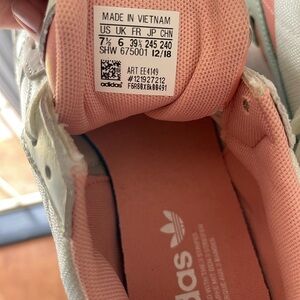 MADE IN VIETNAM
US UK FR JP CHN
7½ 6 39⅓ 245 240
SHW 675001 12/18
ART EE4149
#121927212
adidas
adidas